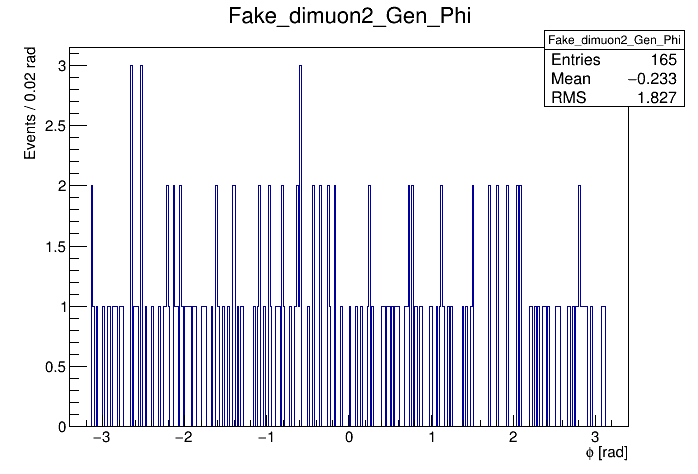 Fake_dimuon2_Gen_Phi
Fake_dimuon2_Gen_Phi
Entries 165
Mean −0.233
RMS 1.827
Events / 0.02 rad
3
2.5
2
1.5
1
0.5
0
−3 −2 −1 0 1 2 3
ϕ [rad]